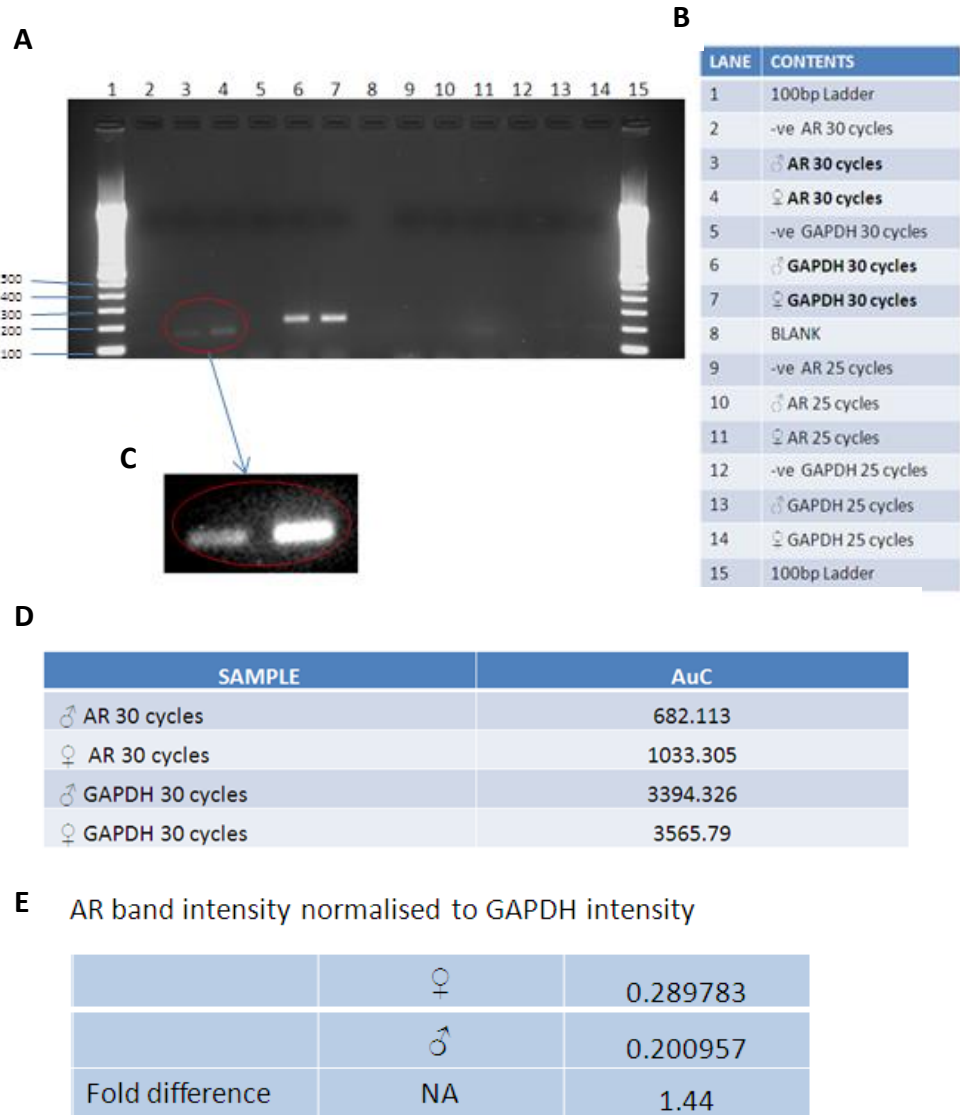 A
1 2 3 4 5 6 7 8 9 10 11 12 13 14 15
500
400
300
200
100
B
LANE CONTENTS
1 100bp Ladder
2 -ve AR 30 cycles
3 ♂ AR 30 cycles
4 ♀ AR 30 cycles
5 -ve GAPDH 30 cycles
6 ♂ GAPDH 30 cycles
7 ♀ GAPDH 30 cycles
8 BLANK
9 -ve AR 25 cycles
10 ♂ AR 25 cycles
11 ♀ AR 25 cycles
12 -ve GAPDH 25 cycles
13 ♂ GAPDH 25 cycles
14 ♀ GAPDH 25 cycles
15 100bp Ladder
C
D
SAMPLE AuC
♂ AR 30 cycles 682.113
♀ AR 30 cycles 1033.305
♂ GAPDH 30 cycles 3394.326
♀ GAPDH 30 cycles 3565.79
E AR band intensity normalised to GAPDH intensity
♀ 0.289783
♂ 0.200957
Fold difference NA 1.44